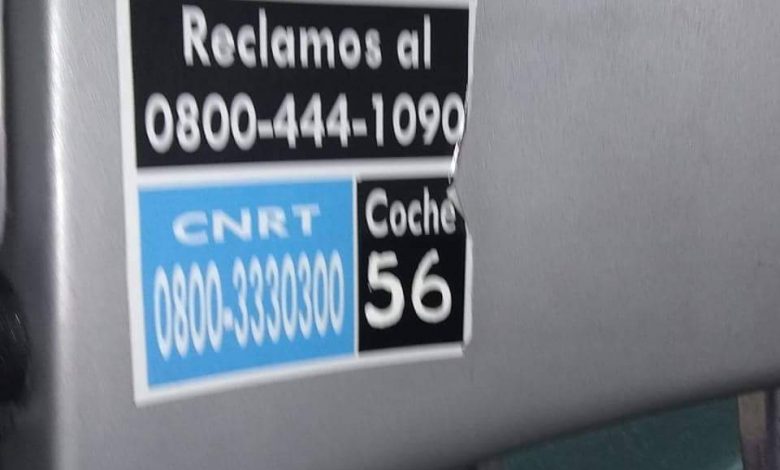 Reclamos al
0800-444-1090
CNRT
0800-3330300
Coche
56